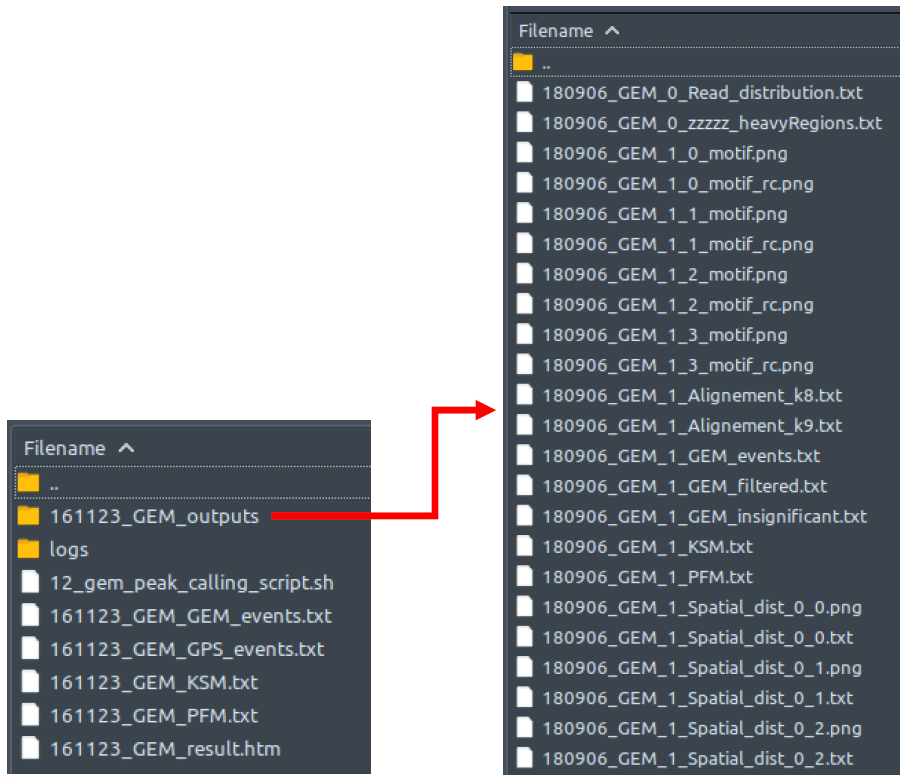 Filename
..
161123_GEM_outputs
logs
12_gem_peak_calling_script.sh
161123_GEM_GEM_events.txt
161123_GEM_GPS_events.txt
161123_GEM_KSM.txt
161123_GEM_PFM.txt
161123_GEM_result.htm
Filename
..
180906_GEM_0_Read_distribution.txt
180906_GEM_0_zzzzz_heavyRegions.txt
180906_GEM_1_0_motif.png
180906_GEM_1_0_motif_rc.png
180906_GEM_1_1_motif.png
180906_GEM_1_1_motif_rc.png
180906_GEM_1_2_motif.png
180906_GEM_1_2_motif_rc.png
180906_GEM_1_3_motif.png
180906_GEM_1_3_motif_rc.png
180906_GEM_1_Alignement_k8.txt
180906_GEM_1_Alignement_k9.txt
180906_GEM_1_GEM_events.txt
180906_GEM_1_GEM_filtered.txt
180906_GEM_1_GEM_insignificant.txt
180906_GEM_1_KSM.txt
180906_GEM_1_PFM.txt
180906_GEM_1_Spatial_dist_0_0.png
180906_GEM_1_Spatial_dist_0_0.txt
180906_GEM_1_Spatial_dist_0_1.png
180906_GEM_1_Spatial_dist_0_1.txt
180906_GEM_1_Spatial_dist_0_2.png
180906_GEM_1_Spatial_dist_0_2.txt